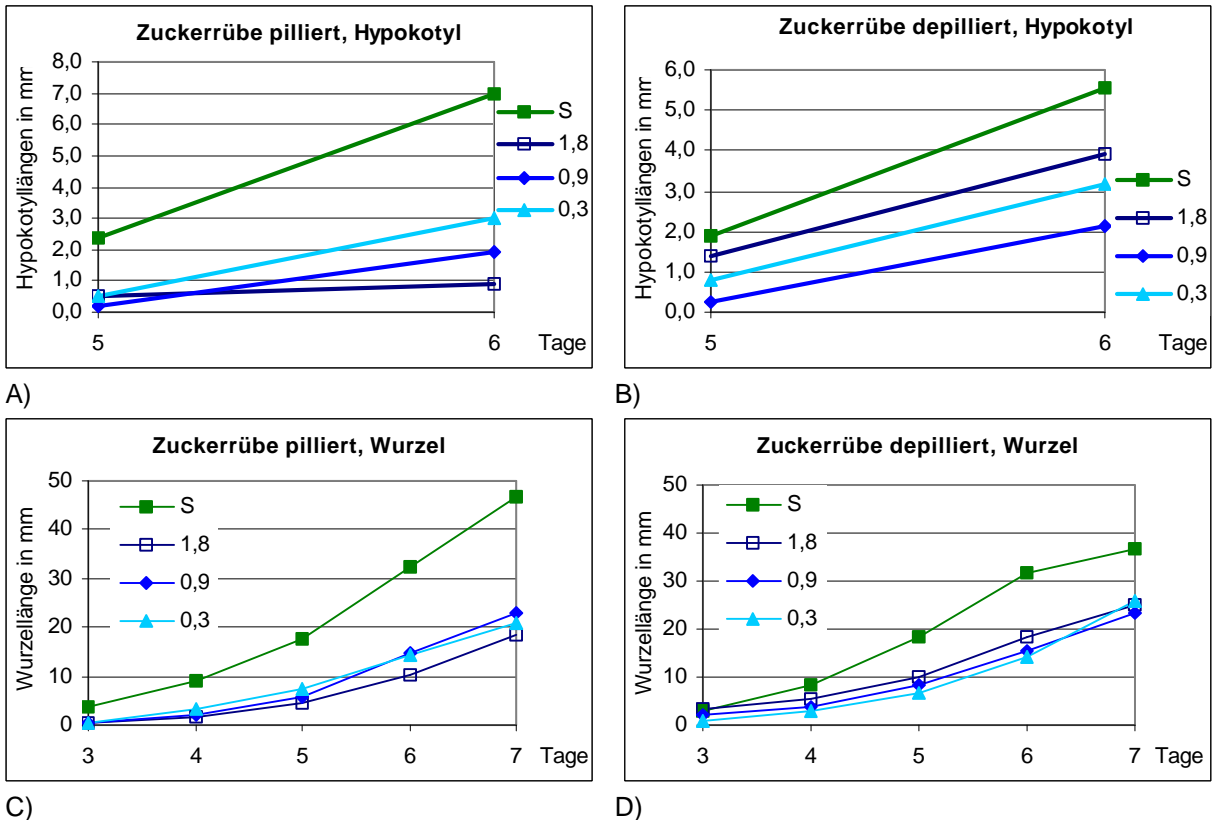 Zuckerrübe pilliert, Hypokotyl
Hypokotyllängen in mm
8,0
7,0
6,0
5,0
4,0
3,0
2,0
1,0
0,0
5
6
Tage
S
1,8
0,9
0,3
A)
Zuckerrübe depilliert, Hypokotyl
Hypokotyllängen in mm
6,0
5,0
4,0
3,0
2,0
1,0
0,0
5
6
Tage
S
1,8
0,9
0,3
B)
Zuckerrübe pilliert, Wurzel
Wurzellänge in mm
50
40
30
20
10
0
3
4
5
6
7
Tage
S
1,8
0,9
0,3
C)
Zuckerrübe depilliert, Wurzel
Wurzellänge in mm
50
40
30
20
10
0
3
4
5
6
7
Tage
S
1,8
0,9
0,3
D)